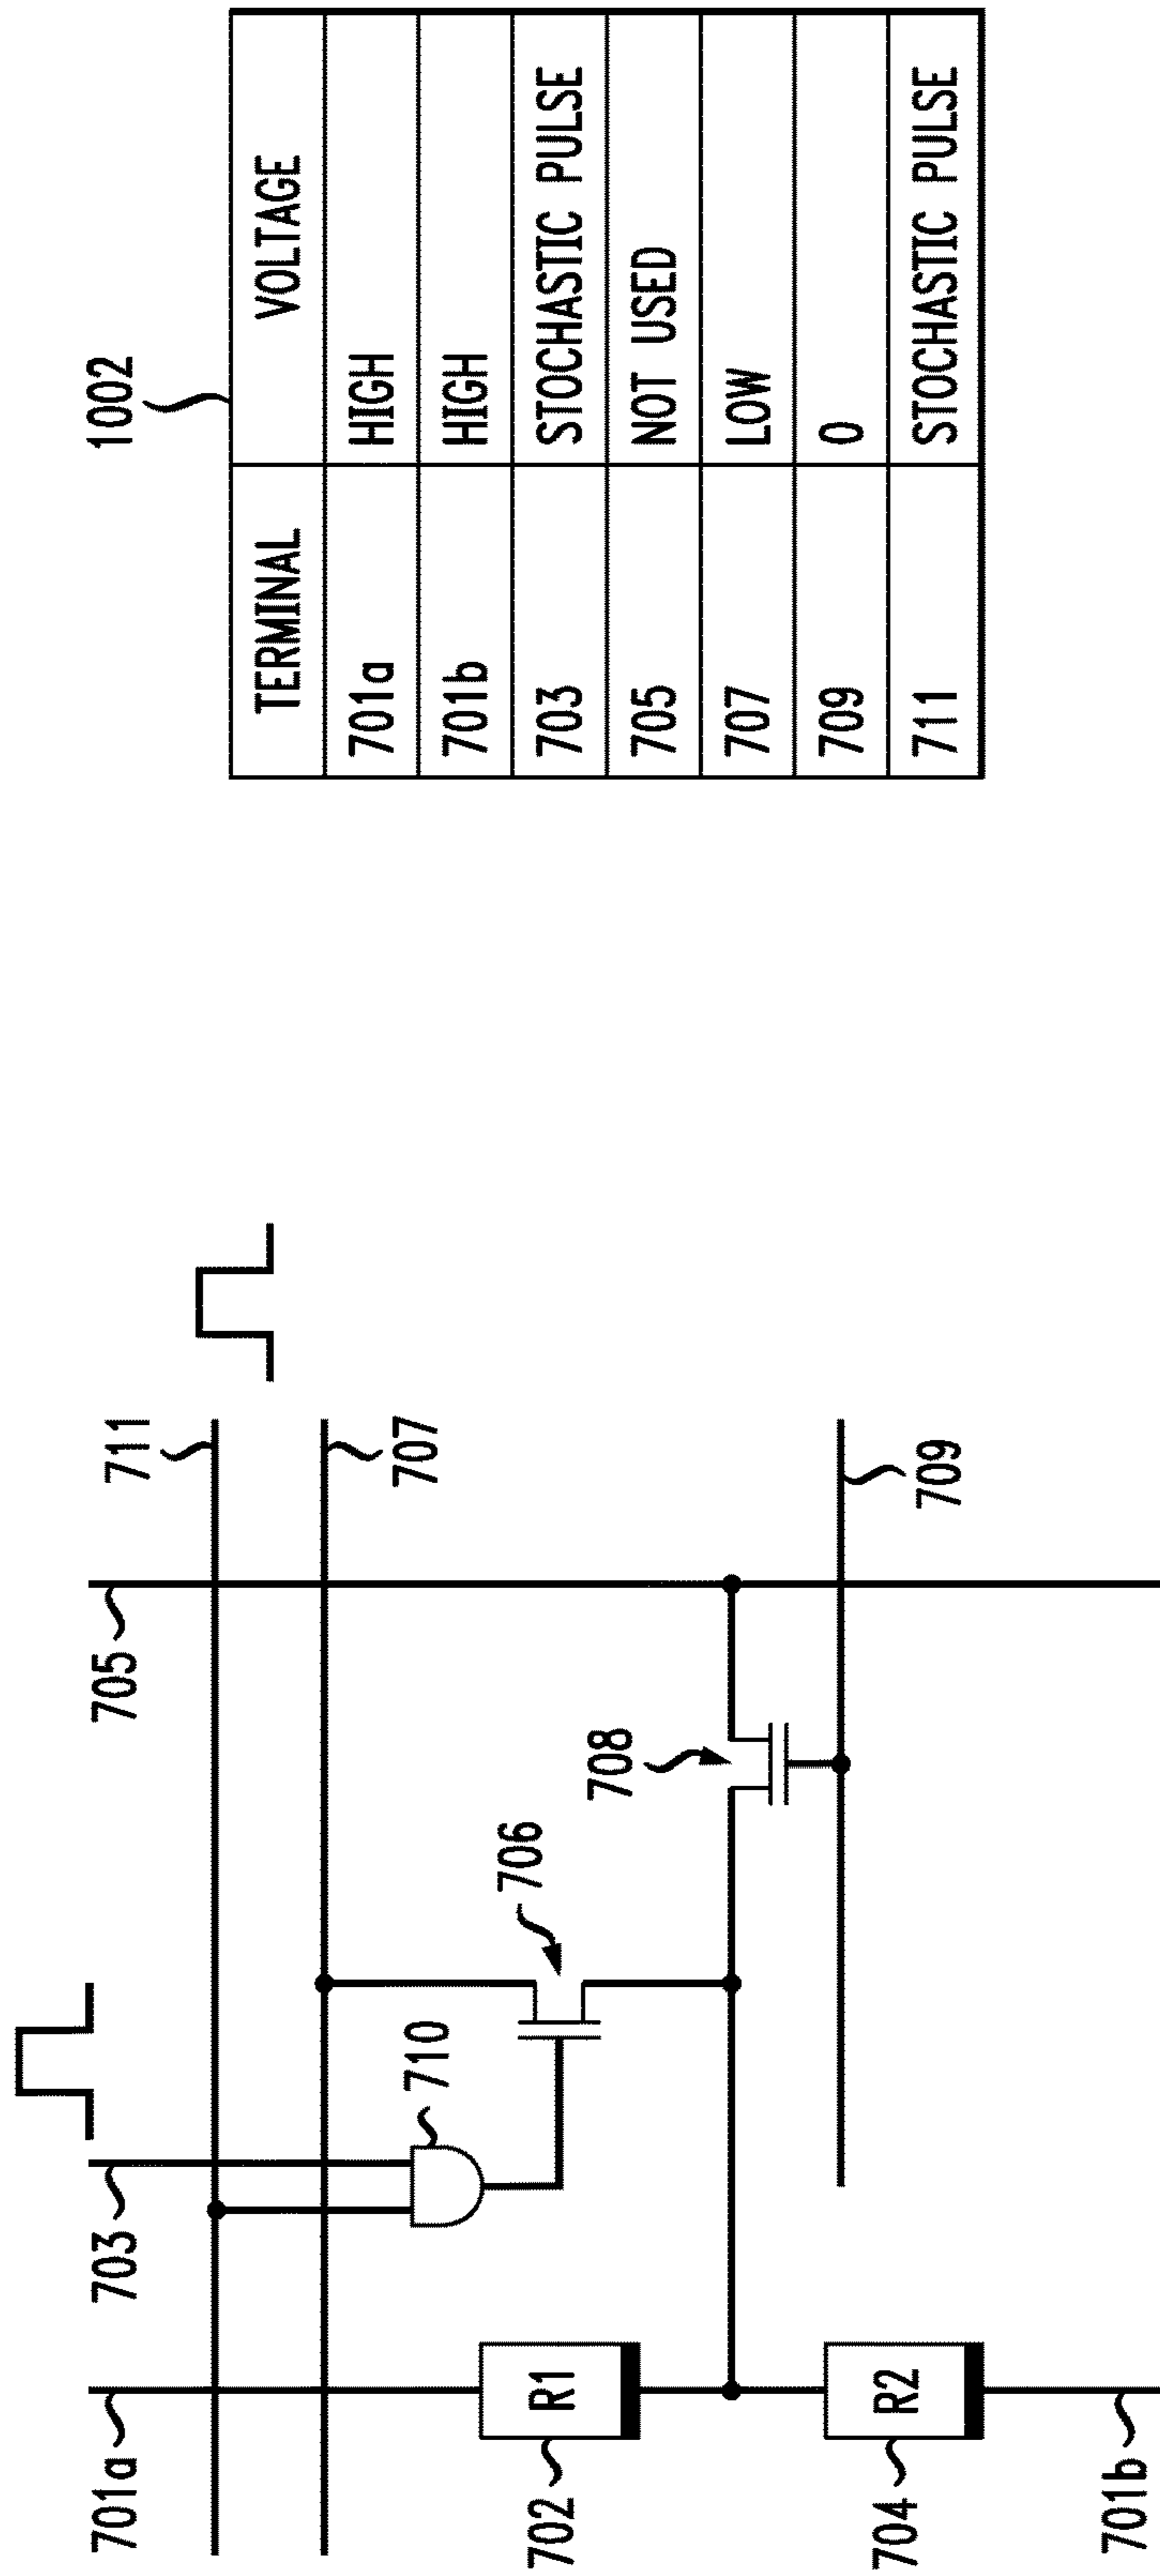 701a
703
705
711
707
710
706
708
709
702
R1
704
R2
701b
1002
TERMINAL VOLTAGE
701a HIGH
701b HIGH
703 STOCHASTIC PULSE
705 NOT USED
707 LOW
709 0
711 STOCHASTIC PULSE